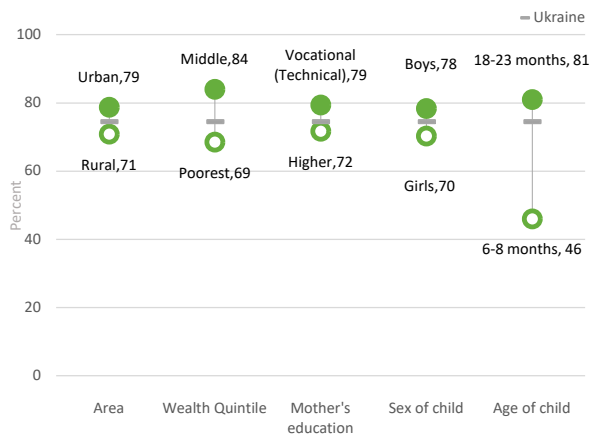 Ukraine
100
80
60
40
20
0
Percent
Urban,79
Rural,71
Middle,84
Poorest,69
Vocational
(Technical),79
Higher,72
Boys,78
Girls,70
18-23 months, 81
6-8 months, 46
Area
Wealth Quintile
Mother's
education
Sex of child
Age of child